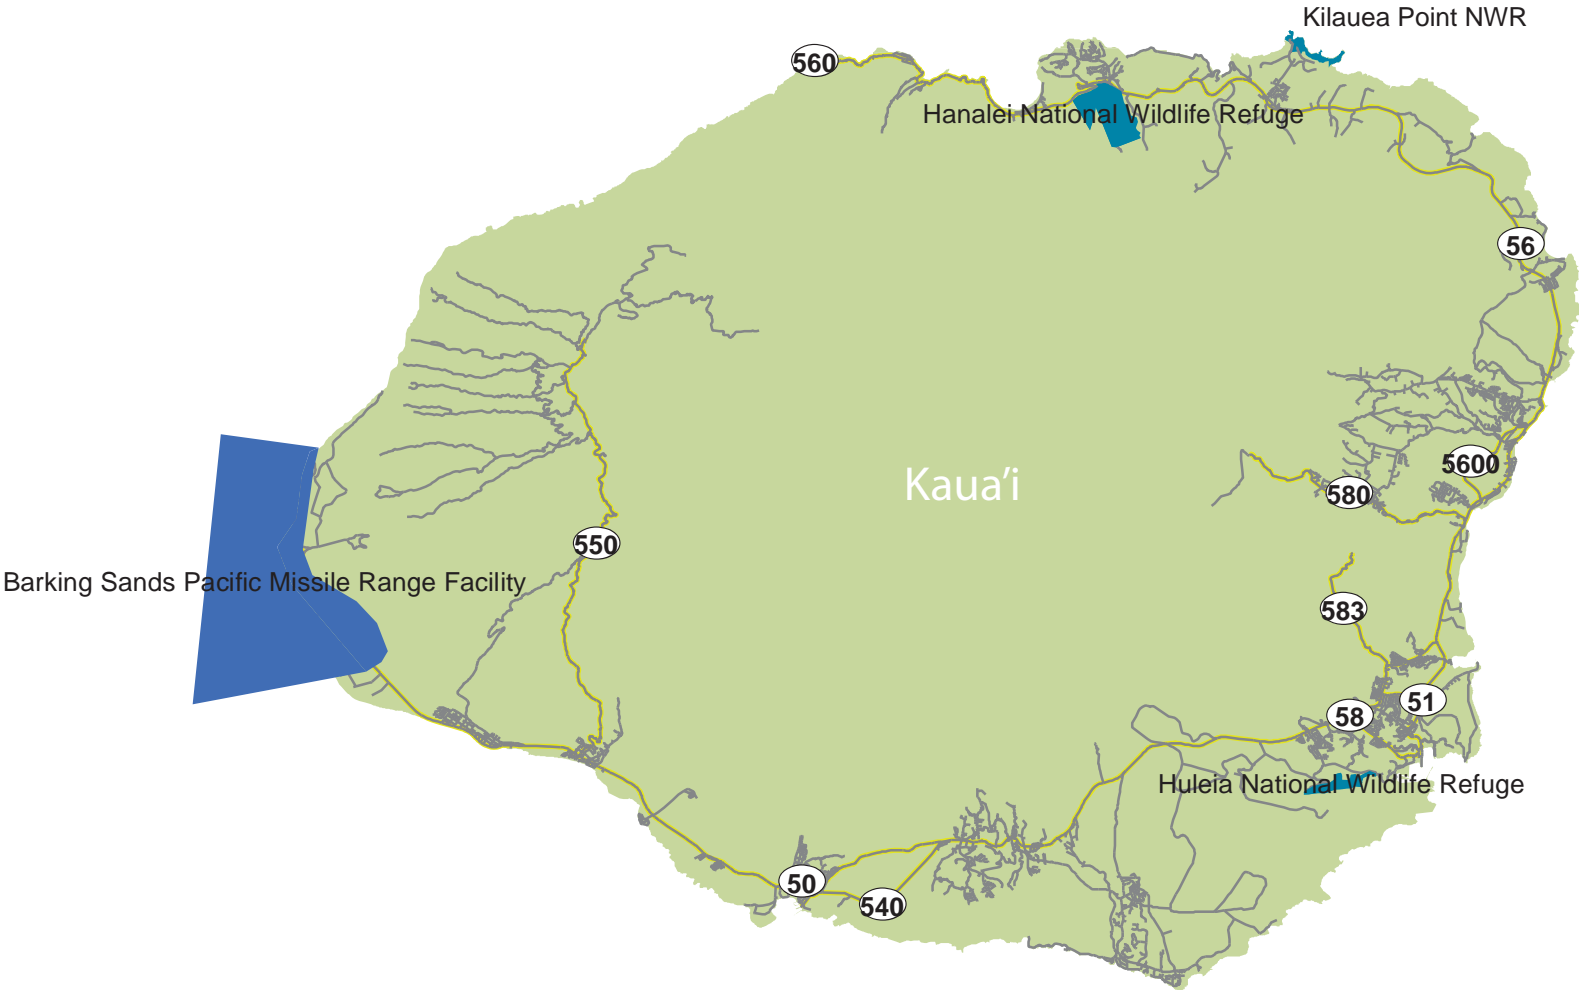 Kilauea Point NWR
560
Hanalei National Wildlife Refuge
56
5600
Kaua'i
580
550
Barking Sands Pacific Missile Range Facility
583
51
58
Huleia National Wildlife Refuge
50
540